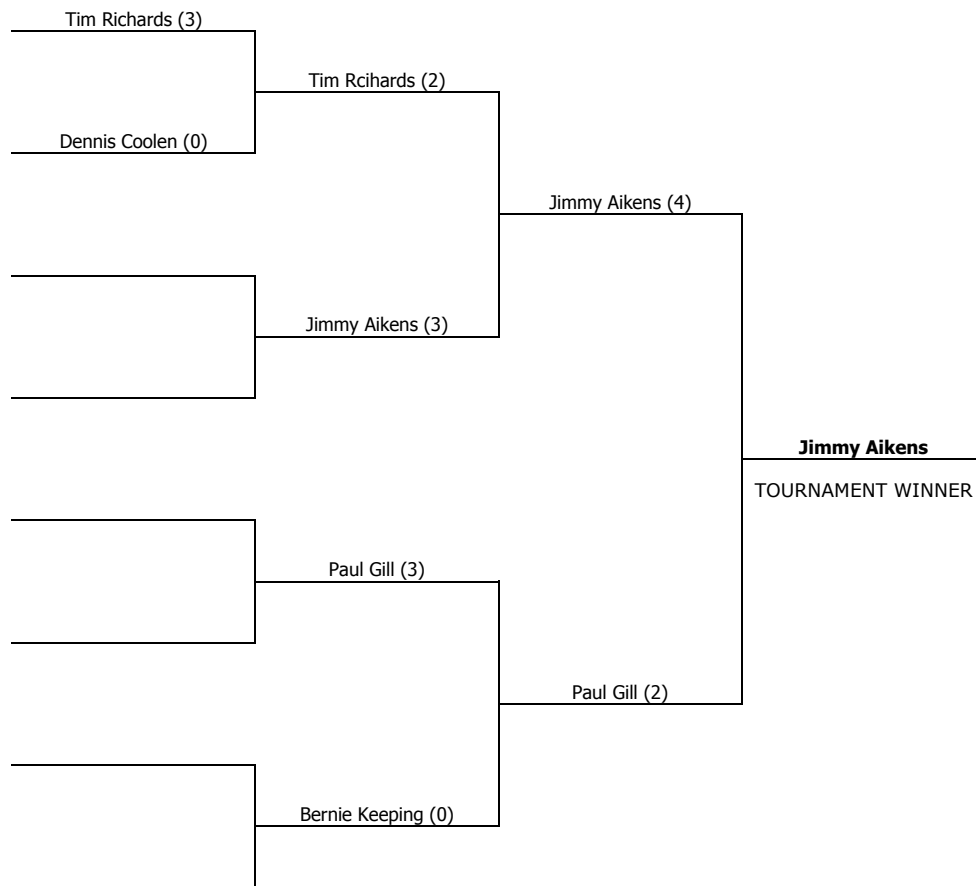 Tim Richards (3)
Tim Rcihards (2)
Dennis Coolen (0)
Jimmy Aikens (4)
Jimmy Aikens (3)
Jimmy Aikens
TOURNAMENT WINNER
Paul Gill (3)
Paul Gill (2)
Bernie Keeping (0)